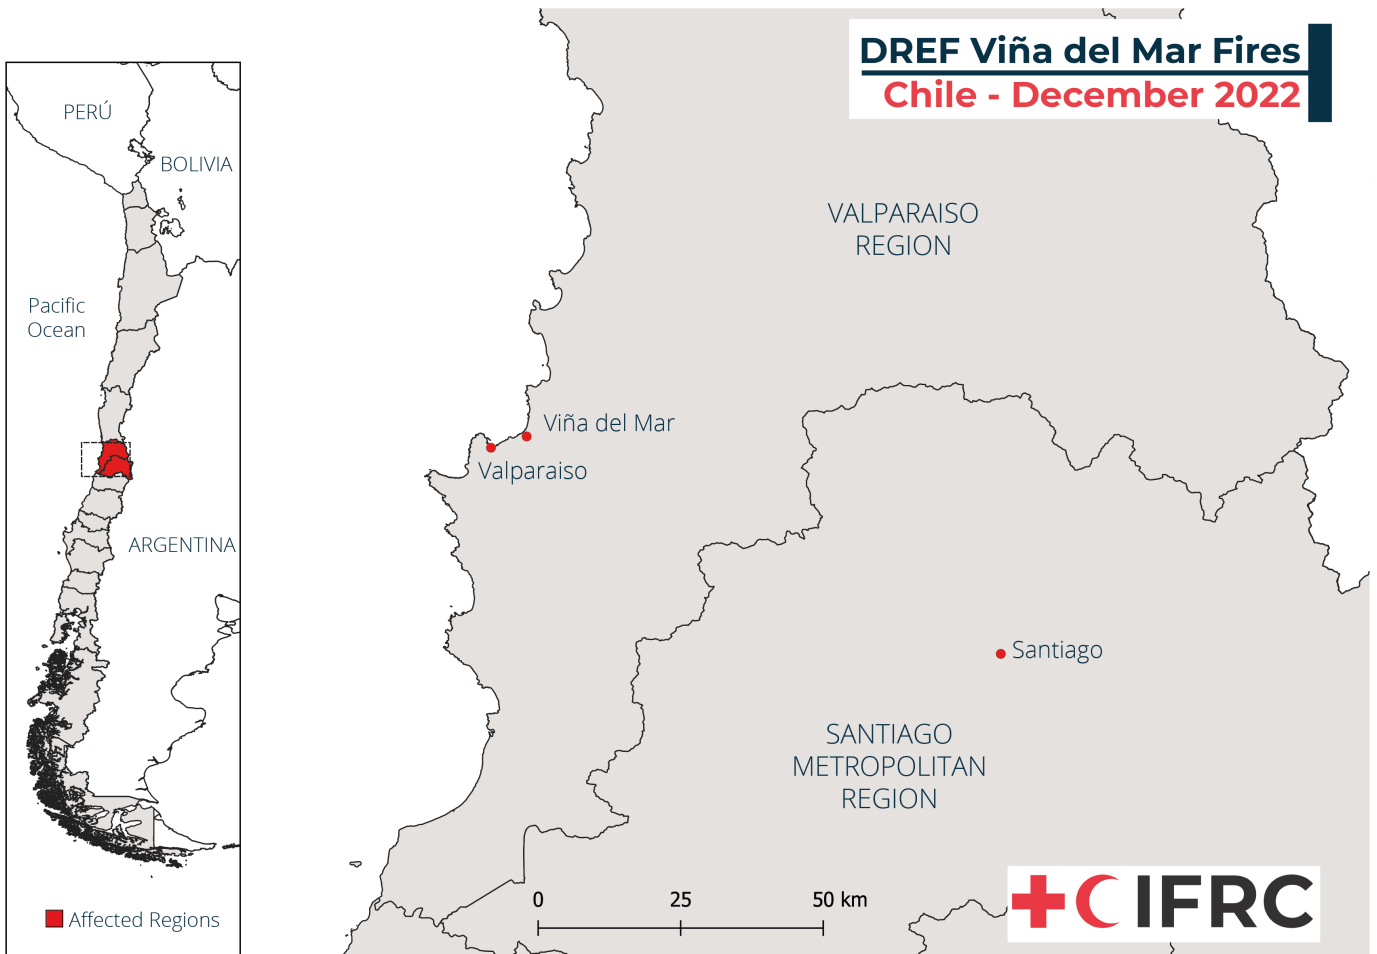 DREF Viña del Mar Fires
Chile - December 2022
PERÚ
BOLIVIA
Pacific
Ocean
ARGENTINA
Affected Regions
VALPARAISO
REGION
Viña del Mar
Valparaiso
Santiago
SANTIAGO
METROPOLITAN
REGION
0 25 50 km
IFRC